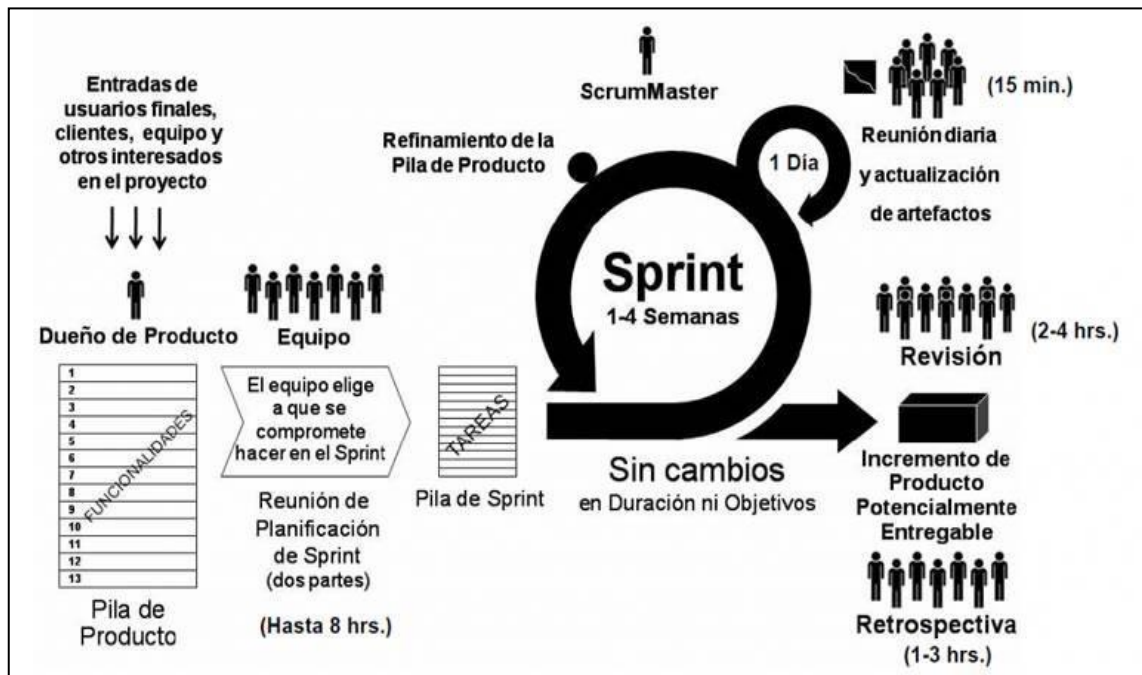 Entradas de
usuarios finales,
clientes, equipo y
otros interesados
en el proyecto
Dueño de Producto
1
2
3
4
5
6
7
8
9
10
11
12
13
FUNCIONALIDADES
Pila de
Producto
Equipo
El equipo elige
a que se
compromete
hacer en el Sprint
Reunión de
Planificación
de Sprint
(dos partes)
(Hasta 8 hrs.)
TAREAS
Pila de Sprint
ScrumMaster
Refinamiento de la
Pila de Producto
Sprint
1-4 Semanas
1 Día
Sin cambios
en Duración ni Objetivos
(15 min.)
Reunión diaria
y actualización
de artefactos
(2-4 hrs.)
Revisión
Incremento de
Producto
Potencialmente
Entregable
Retrospectiva
(1-3 hrs.)